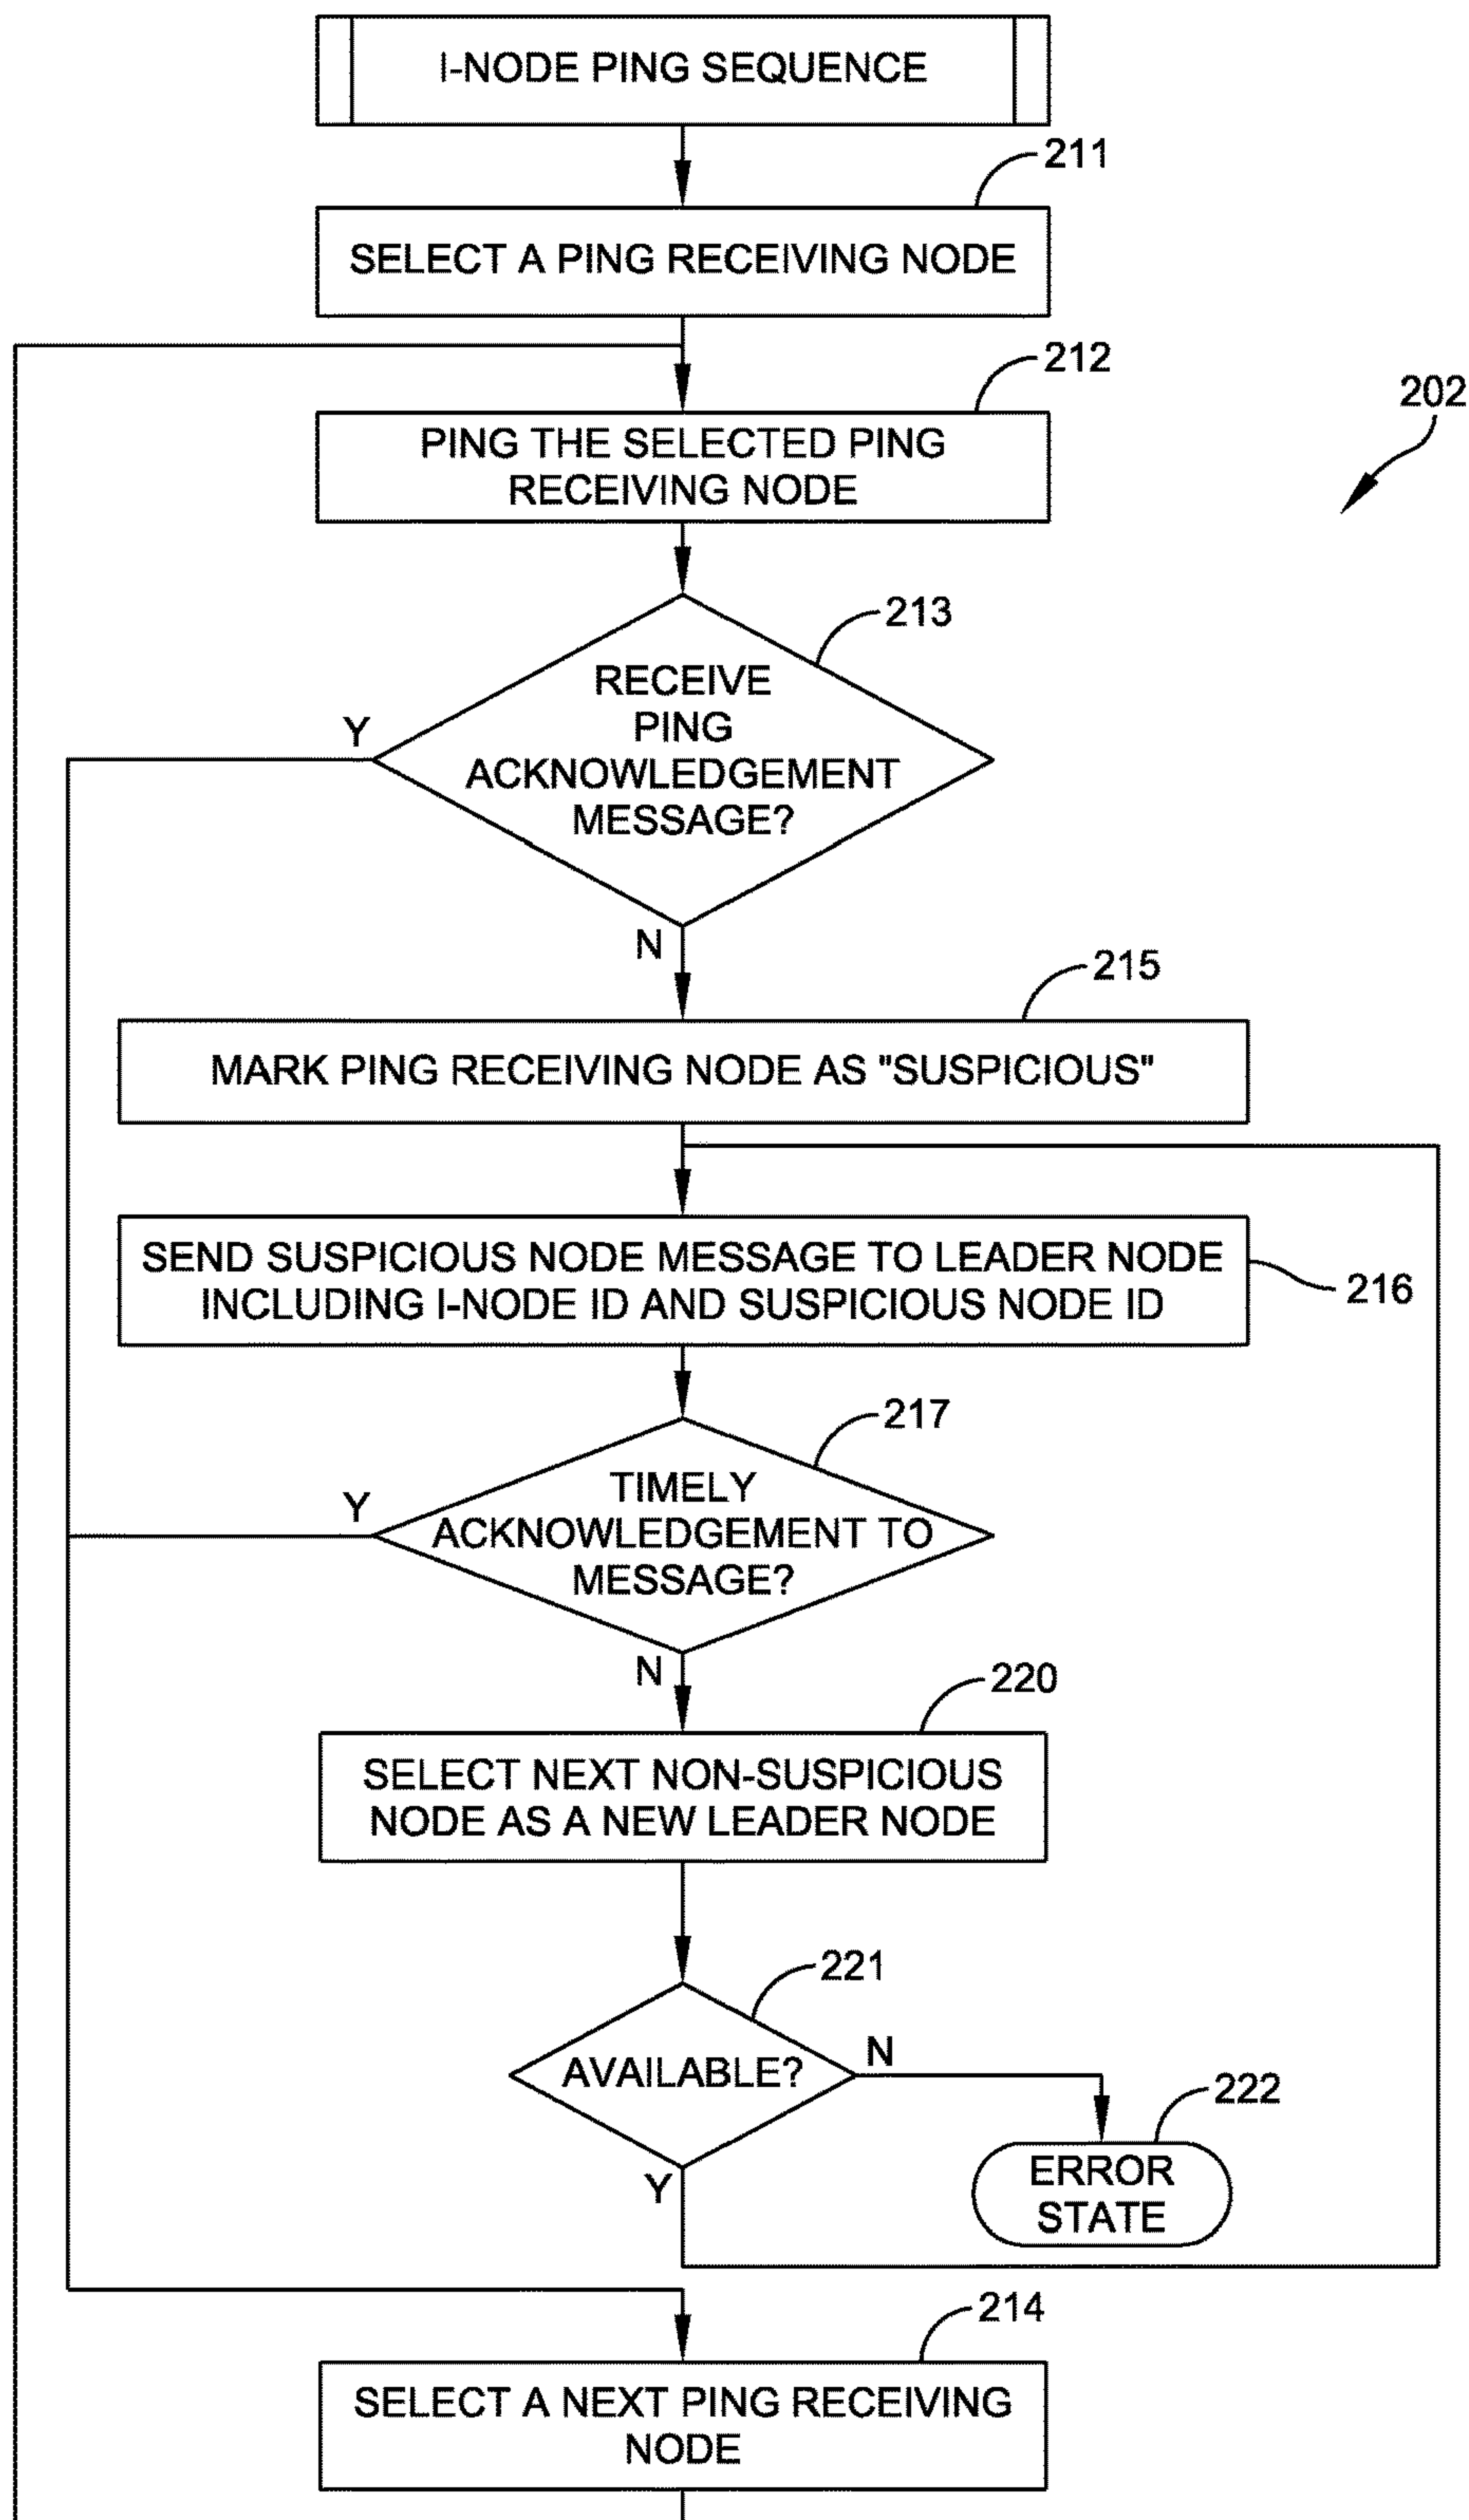 I-NODE PING SEQUENCE
211
SELECT A PING RECEIVING NODE
212
PING THE SELECTED PING
RECEIVING NODE
202
213
RECEIVE
PING
ACKNOWLEDGEMENT
MESSAGE?
Y
N
215
MARK PING RECEIVING NODE AS "SUSPICIOUS"
SEND SUSPICIOUS NODE MESSAGE TO LEADER NODE
INCLUDING I-NODE ID AND SUSPICIOUS NODE ID
216
217
TIMELY
ACKNOWLEDGEMENT TO
MESSAGE?
Y
N
220
SELECT NEXT NON-SUSPICIOUS
NODE AS A NEW LEADER NODE
221
AVAILABLE?
N
222
ERROR
STATE
Y
214
SELECT A NEXT PING RECEIVING
NODE